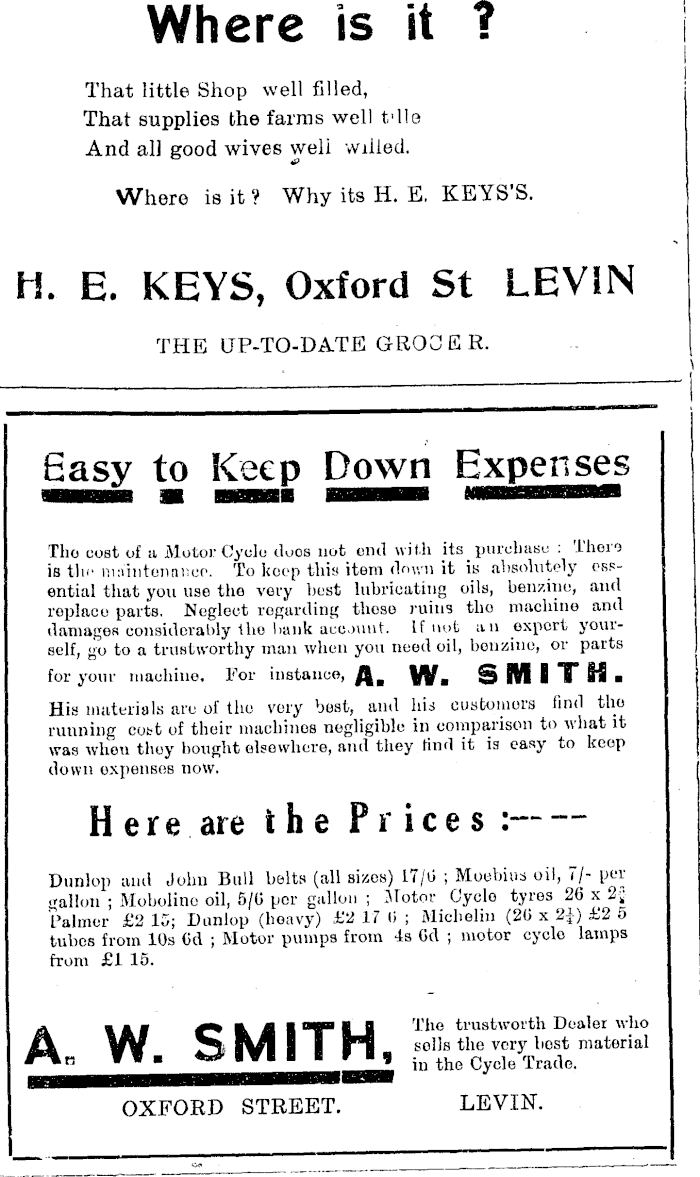 Where is it ?
That little Shop well filled,
That supplies the farms well tille
And all good wives well willed.
Where is it ? Why its H. E. KEYS'S.
H. E. KEYS, Oxford St LEVIN
THE UP-TO-DATE GROCER.
Easy to Keep Down Expenses
The cost of a Motor Cycle does not end with its purchase : There
is the maintenance. To keep this item down it is absolutely ess-
ential that you use the very best lubricating oils, benzine, and
replace parts. Neglect regarding these ruins the machine and
damages considerably the bank account. If not an expert your-
self, go to a trustworthy man when you need oil, benzine, or parts
for your machine. For instance, A. W. SMITH.
His materials are of the very best, and his customers find the
running cost of their machines negligible in comparison to what it
was when they bought elsewhere, and they find it is easy to keep
down expenses now.
Here are the Prices :----
Dunlop and John Bull belts (all sizes) 17/6 ; Moebius oil, 7/- per
gallon ; Moboline oil, 5/6 per gallon ; Motor Cycle tyres 26 x
Palmer £2 15; Dunlop (heavy) £2 17 6 ; Michelin (26 x 2¼) £2 5
tubes from 10s 6d ; Motor pumps from 4s 6d ; motor cycle lamps
from £1 15.
A. W. SMITH,
The trustworth Dealer who
sells the very best material
in the Cycle Trade.
OXFORD STREET. LEVIN.